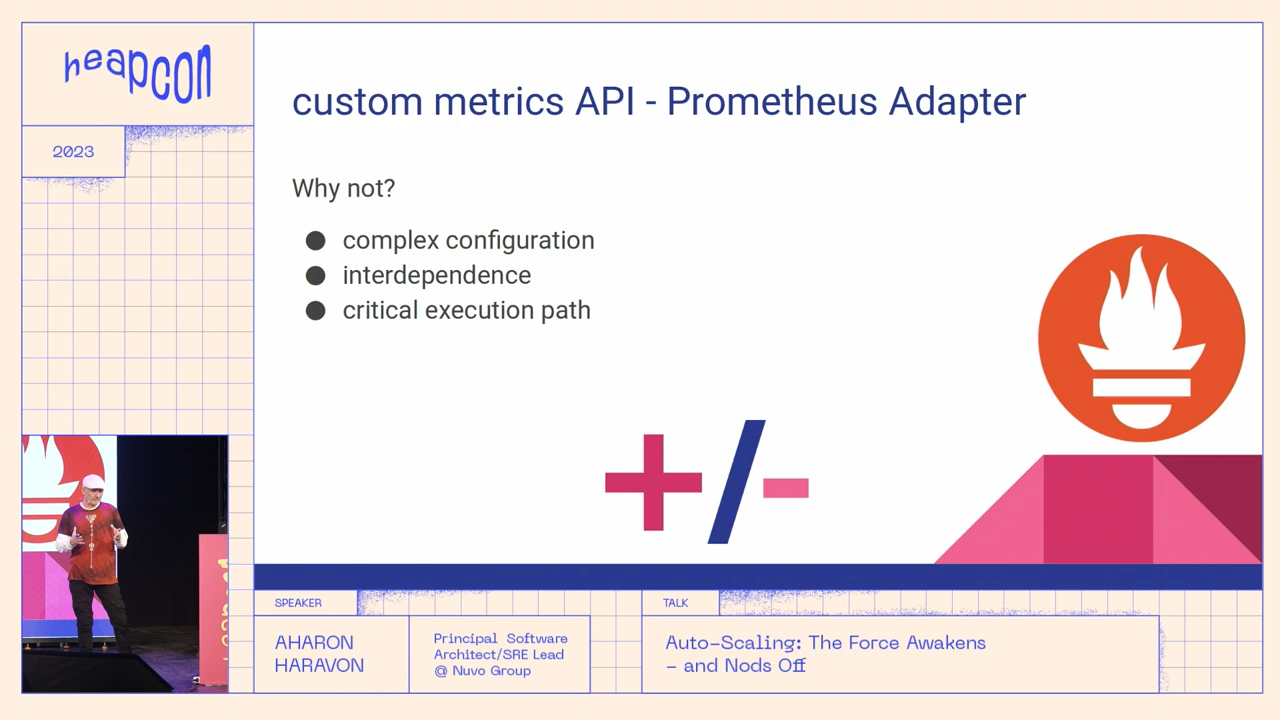 heapcon
2023
custom metrics API - Prometheus Adapter
Why not?
● complex configuration
● interdependence
● critical execution path
+/-
SPEAKER
AHARON
HARAVON
Principal Software
Architect/SRE Lead
@ Nuvo Group
TALK
Auto-Scaling: The Force Awakens
- and Nods Off